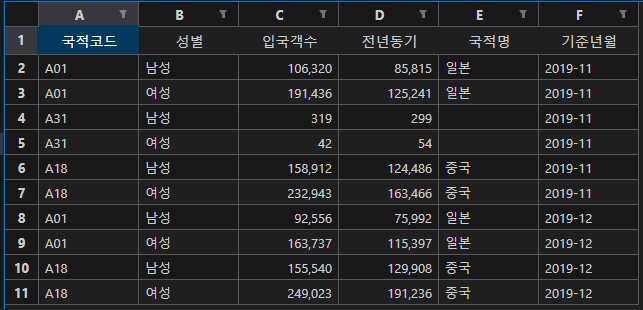 A B C D E F
1 국적코드 성별 입국객수 전년동기 국적명 기준년월
2 A01 남성 106,320 85,815 일본 2019-11
3 A01 여성 191,436 125,241 일본 2019-11
4 A31 남성 319 299 2019-11
5 A31 여성 42 54 2019-11
6 A18 남성 158,912 124,486 중국 2019-11
7 A18 여성 232,943 163,466 중국 2019-11
8 A01 남성 92,556 75,992 일본 2019-12
9 A01 여성 163,737 115,397 일본 2019-12
10 A18 남성 155,540 129,908 중국 2019-12
11 A18 여성 249,023 191,236 중국 2019-12